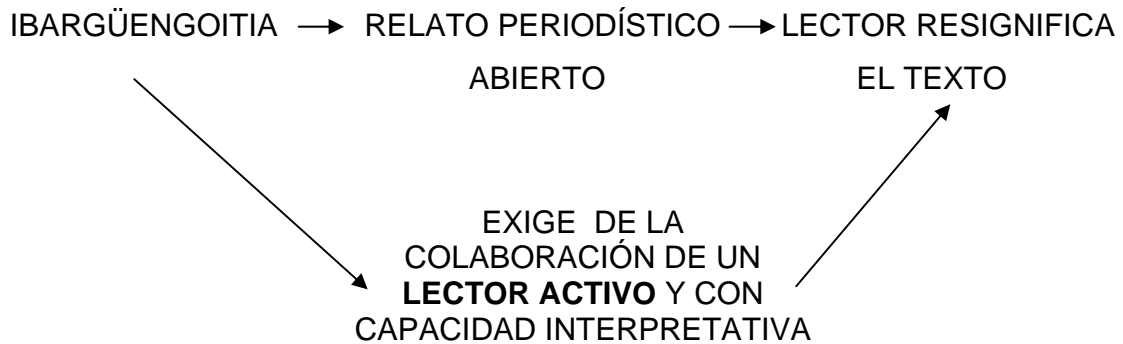 IBARGÜENGOITIA → RELATO PERIODÍSTICO → LECTOR RESIGNIFICA
ABIERTO EL TEXTO
EXIGE DE LA
COLABORACIÓN DE UN
LECTOR ACTIVO Y CON
CAPACIDAD INTERPRETATIVA